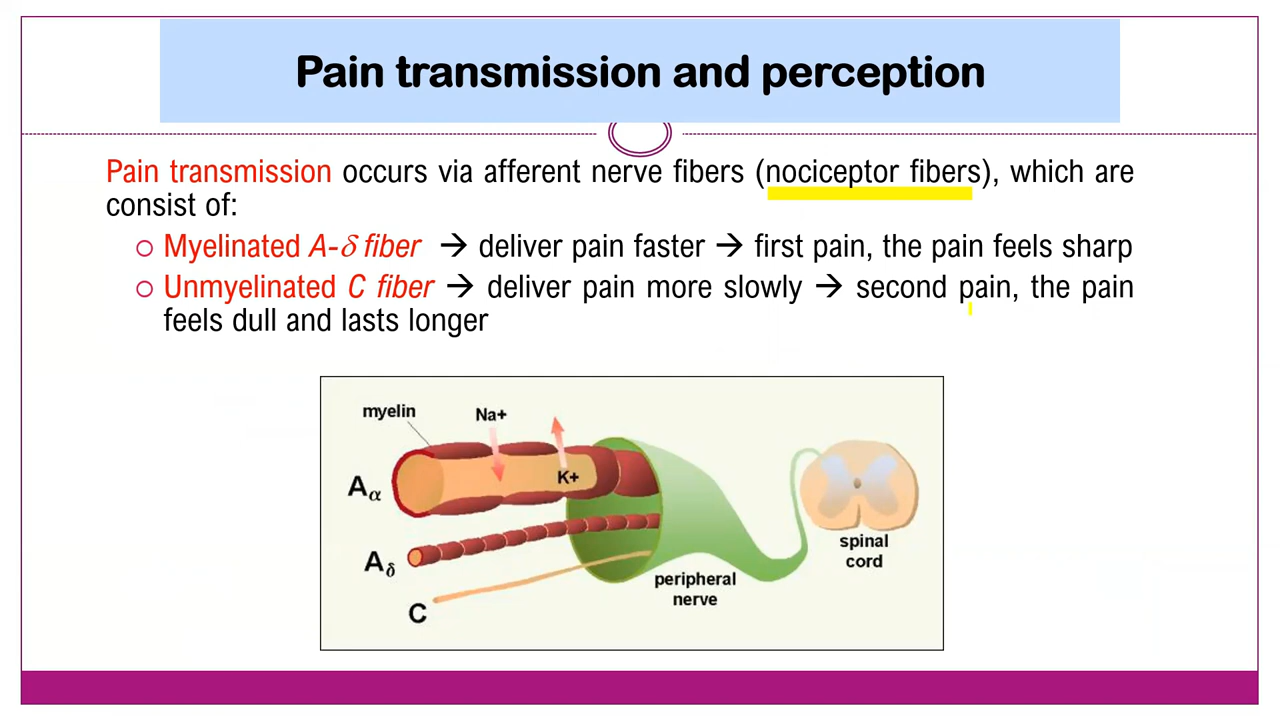 Pain transmission and perception
Pain transmission occurs via afferent nerve fibers (nociceptor fibers), which are
consist of:
Myelinated A-δ fiber → deliver pain faster → first pain, the pain feels sharp
Unmyelinated C fiber → deliver pain more slowly → second pain, the pain
feels dull and lasts longer
myelin
Na+
K+
Aα
Aδ
C
peripheral
nerve
spinal
cord